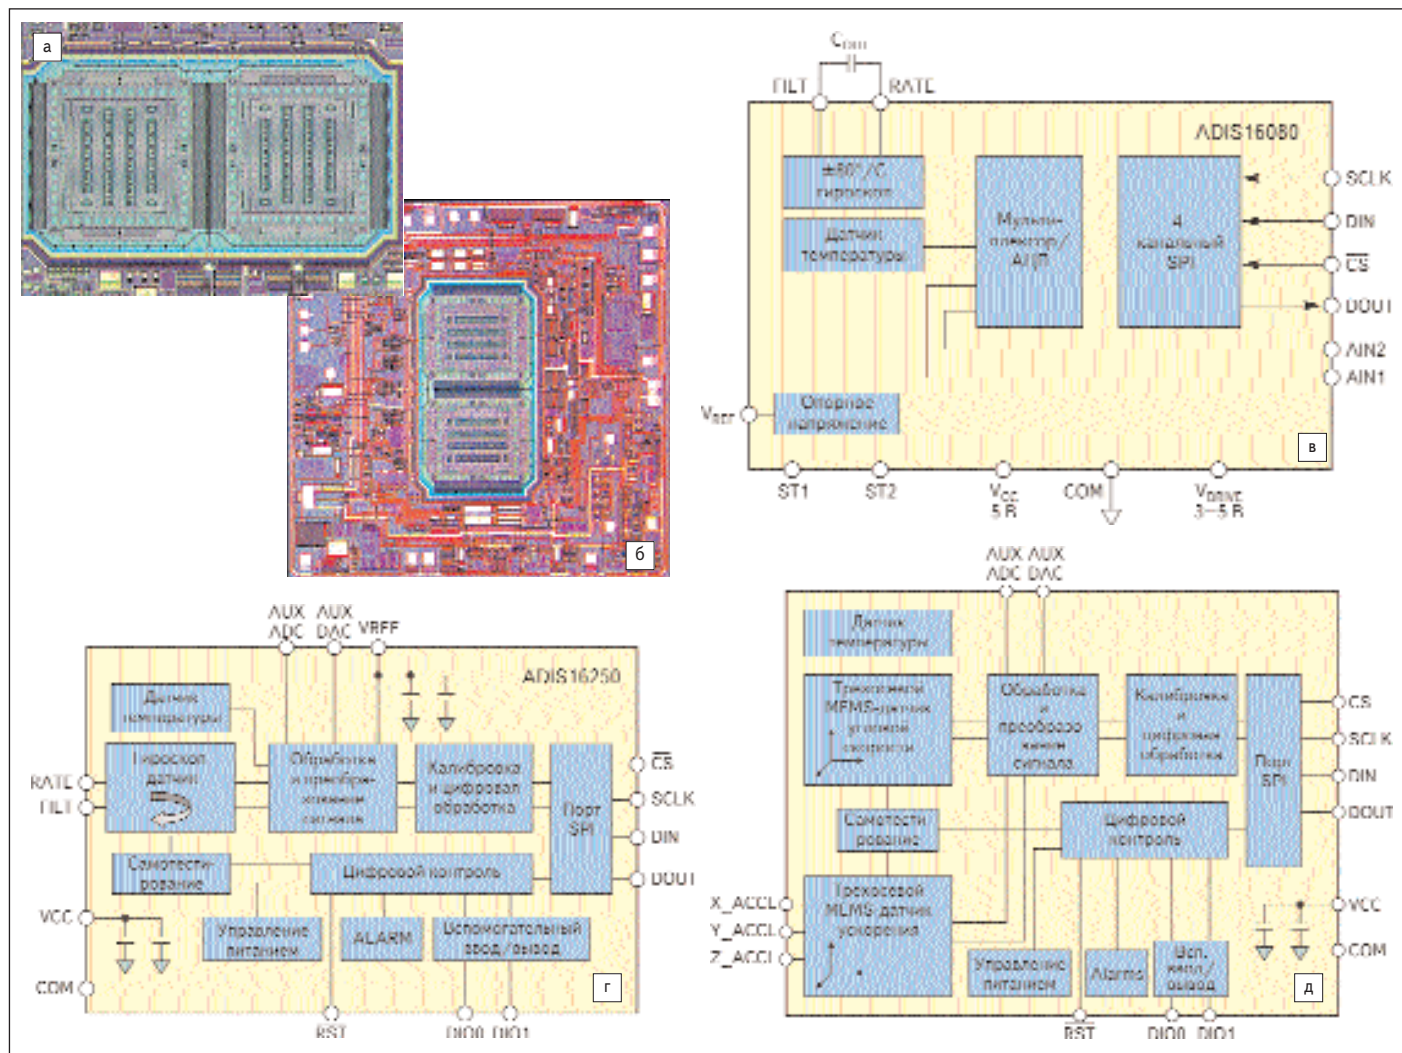 а
б
C
FILT
RATE
ADIS16080
±80°/С
гироскоп
Датчик
температуры
Мульти-
плексор/
АЦП
4
канальный
SPI
SCLK
DIN
CS
DOUT
AIN2
AIN1
VREF
Опорное
напряжение
в
ST1
ST2
VCC
5 В
COM
VDRIVE
3–5 В
AUX
ADC
AUX
DAC
VREF
ADIS16250
Датчик
температуры
Гироскоп
датчик
Обработка
и преобра-
зование
сигнала
Калибровка
и цифровая
обработка
Порт
SPI
RATE
FILT
CS
SCLK
DIN
DOUT
Самотести-
рование
Цифровой контроль
VCC
Управление
питанием
ALARM
Вспомогательный
ввод/вывод
COM
г
RST
DIO0
DIO1
AUX
ADC
AUX
DAC
Датчик
температуры
Трехосевой
MEMS-датчик
угловой
скорости
Обработка
и
преобразо
вание
сигнала
Калибровка
и
цифровая
обработка
Порт
SPI
CS
SCLK
DIN
DOUT
Самотести
рование
Цифровой
контроль
X_ACCL
Y_ACCL
Z_ACCL
Трехосевой
MEMS-датчик
ускорения
Управление
питанием
Alarms
Всп.
ввод/
вывод
VCC
COM
д
RST
DIO0
DIO1